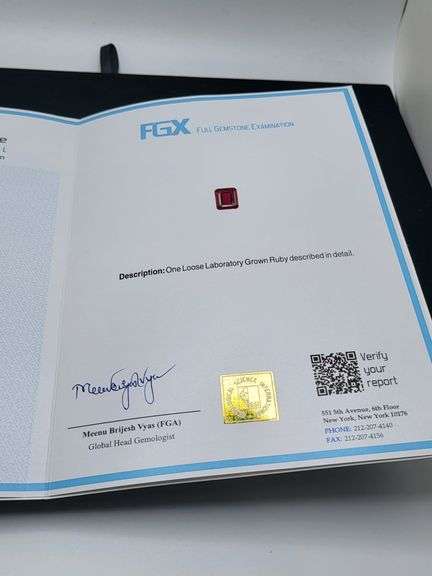 e
L
n
FGX FULL GEMSTONE EXAMINATION
Description: One Loose Laboratory Grown Ruby described in detail.
Meenu Brijesh Vyas (FGA)
Global Head Gemologist
SCIENCE
Verify
your
report
551 5th Avenue, 6th Floor
New York, New York 10176
PHONE: 212-207-4140
FAX: 212-207-4156